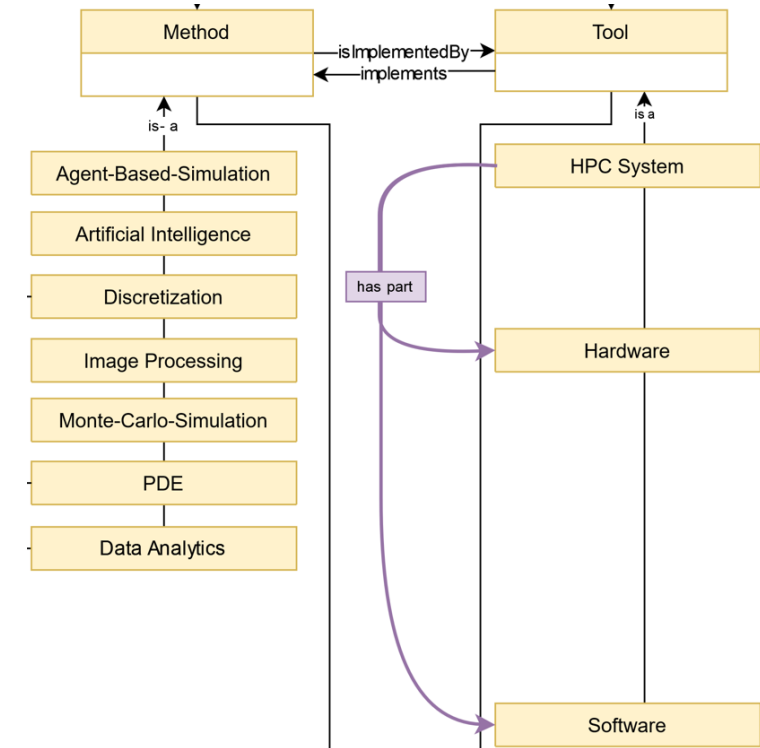 Method
Tool
isImplementedBy
implements
is- a
is a
Agent-Based-Simulation
HPC System
Artificial Intelligence
has part
Discretization
Hardware
Image Processing
Monte-Carlo-Simulation
PDE
Data Analytics
Software